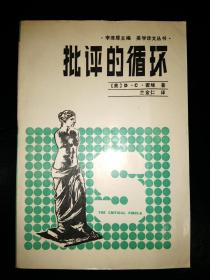 ·李泽厚主编 美学译文丛书·
批评的循环
〔美〕D·C·霍埃 著
兰金仁 译
THE CRITICAL CIRCLE